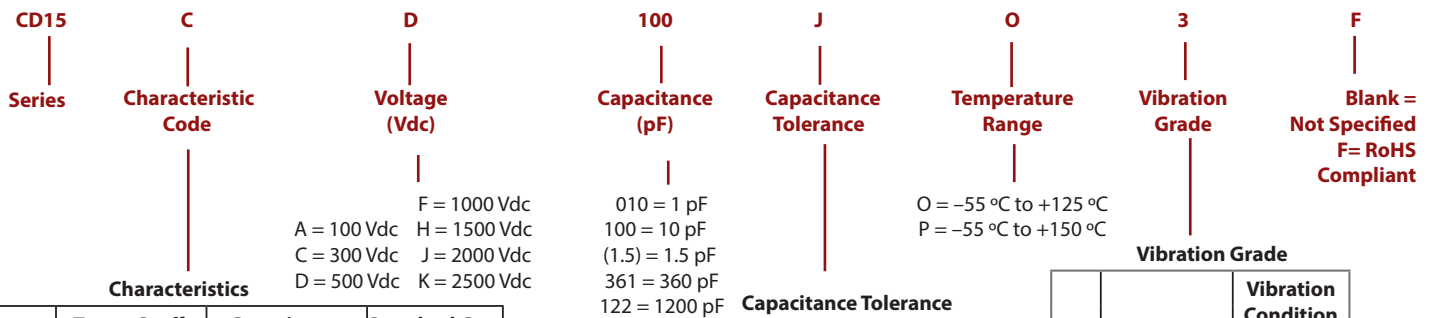 CD15 C D 100 J O 3 F
Series Characteristic Voltage Capacitance Capacitance Temperature Vibration Blank =
Code (Vdc) (pF) Tolerance Range Grade Not Specified
F= RoHS
Compliant
F = 1000 Vdc 010 = 1 pF O = –55 ºC to +125 ºC
A = 100 Vdc H = 1500 Vdc 100 = 10 pF P = –55 ºC to +150 ºC
C = 300 Vdc J = 2000 Vdc (1.5) = 1.5 pF Vibration Grade
D = 500 Vdc K = 2500 Vdc 361 = 360 pF
Characteristics 122 = 1200 pF Capacitance Tolerance Vibration
Condition